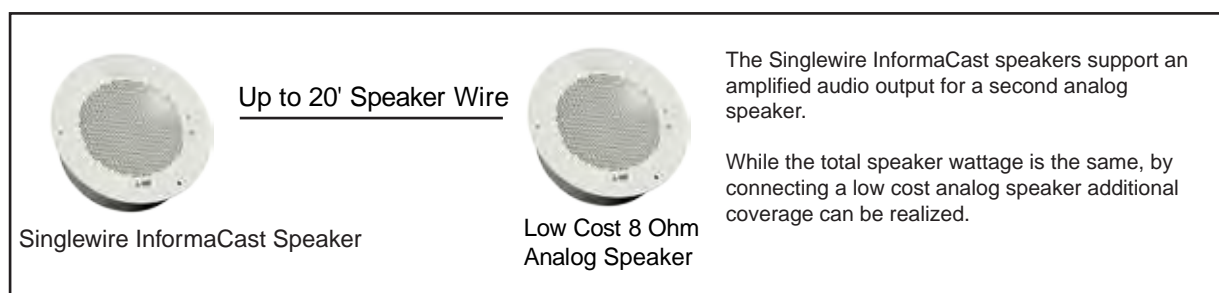 Up to 20' Speaker Wire
Singlewire InformaCast Speaker
Low Cost 8 Ohm
Analog Speaker
The Singlewire InformaCast speakers support an
amplified audio output for a second analog
speaker.
While the total speaker wattage is the same, by
connecting a low cost analog speaker additional
coverage can be realized.